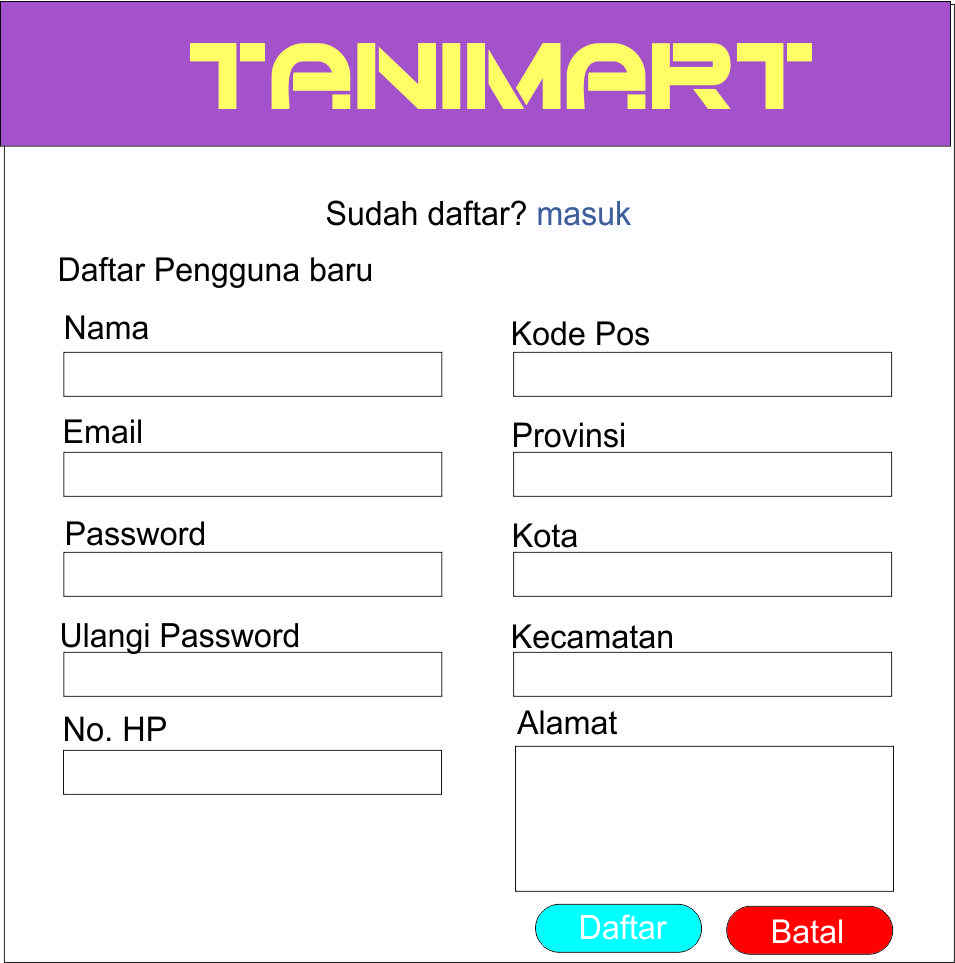 TANIMART
Sudah daftar? masuk
Daftar Pengguna baru
Nama
Email
Password
Ulangi Password
No. HP
Kode Pos
Provinsi
Kota
Kecamatan
Alamat
Daftar
Batal